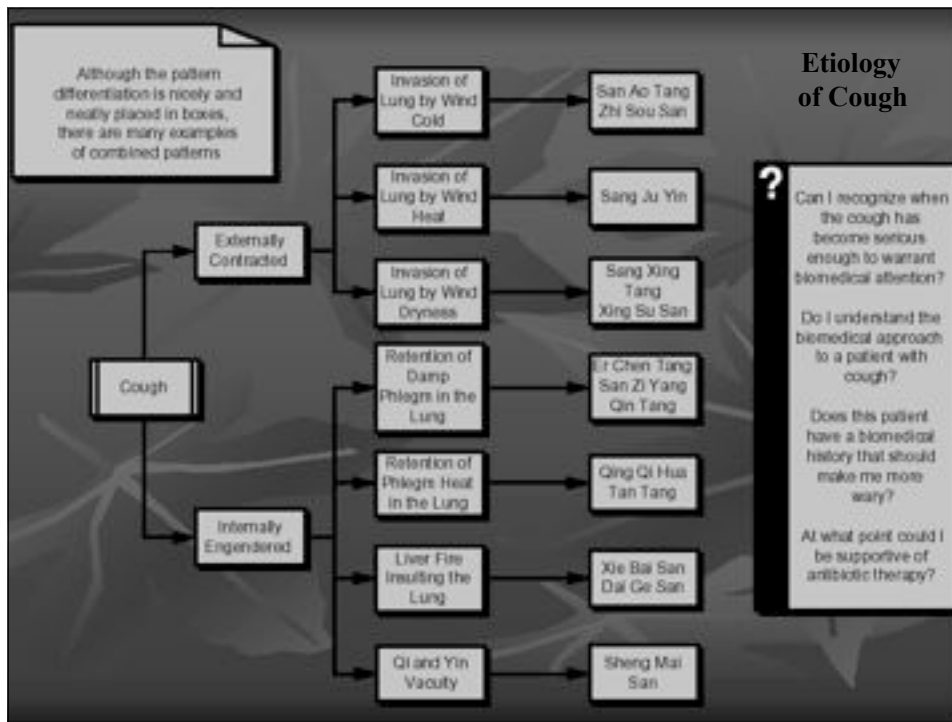 Although the pattern
differentiation is nicely and
neatly placed in boxes,
there are many examples
of combined patterns
Etiology
of Cough
Cough
Externally
Contracted
Invasion of
Lung by Wind
Cold
San Ao Tang
Zhi Sou San
Invasion of
Lung by Wind
Heat
Sang Ju Yin
Invasion of
Lung by Wind
Dryness
Sang Xing
Tang
Xing Su San
Internally
Engendered
Retention of
Damp
Phlegm in the
Lung
Er Chen Tang
San Zi Yang
Qin Tang
Retention of
Phlegm Heat
in the Lung
Qing Qi Hua
Tan Tang
Liver Fire
Insulting the
Lung
Xie Bai San
Dai Ge San
Qi and Yin
Vacuity
Sheng Mai
San
?
Can I recognize when
the cough has
become serious
enough to warrant
biomedical attention?
Do I understand the
biomedical approach
to a patient with
cough?
Does this patient
have a biomedical
history that should
make me more
wary?
At what point could I
be supportive of
antibiotic therapy?